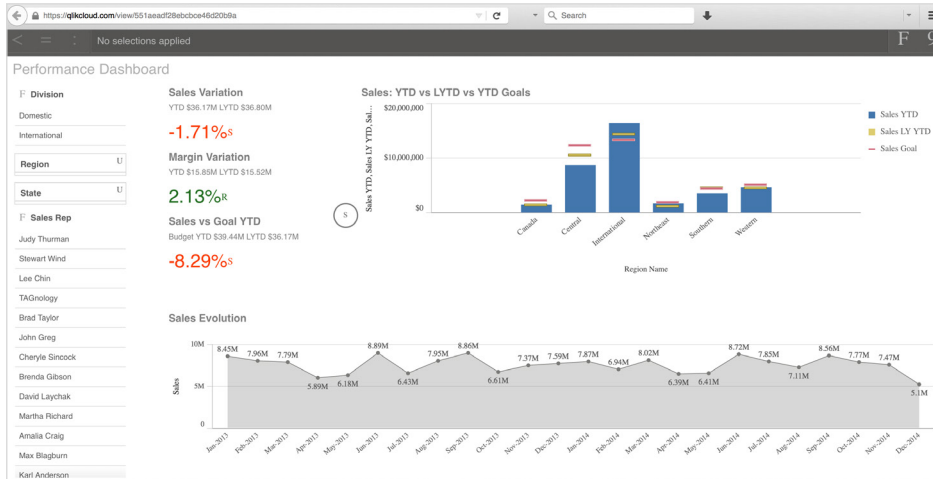 https://qlikcloud.com/view/551aeadf28ebcbce46d20b9a
Search
< = : No selections applied F 9
Performance Dashboard
F Division
Domestic
International
Region U
State U
F Sales Rep
Judy Thurman
Stewart Wind
Lee Chin
TAGnology
Brad Taylor
John Greg
Cheryle Sincock
Brenda Gibson
David Laychak
Martha Richard
Amalia Craig
Max Blagburn
Karl Anderson
Sales Variation
YTD $36.17M LYTD $36.80M
-1.71%S
Margin Variation
YTD $15.85M LYTD $15.52M
2.13%R
Sales vs Goal YTD
Budget YTD $39.44M LYTD $36.17M
-8.29%S
S
Sales: YTD vs LYTD vs YTD Goals
Sales YTD, Sales LY YTD, Sal...
$20,000,000
$10,000,000
$0
Canada
Central
International
Northeast
Southern
Western
Region Name
Sales YTD
Sales LY YTD
Sales Goal
Sales Evolution
Sales
10M
5M
0
8.45M
7.96M
7.79M
5.89M
6.18M
8.89M
6.43M
7.95M
8.86M
6.61M
7.37M
7.59M
7.87M
6.94M
8.02M
6.39M
6.41M
8.72M
7.85M
7.11M
8.56M
7.77M
7.47M
5.1M
Jan-2013
Feb-2013
Mar-2013
Apr-2013
May-2013
Jun-2013
Jul-2013
Aug-2013
Sep-2013
Oct-2013
Nov-2013
Dec-2013
Jan-2014
Feb-2014
Mar-2014
Apr-2014
May-2014
Jun-2014
Jul-2014
Aug-2014
Sep-2014
Oct-2014
Nov-2014
Dec-2014